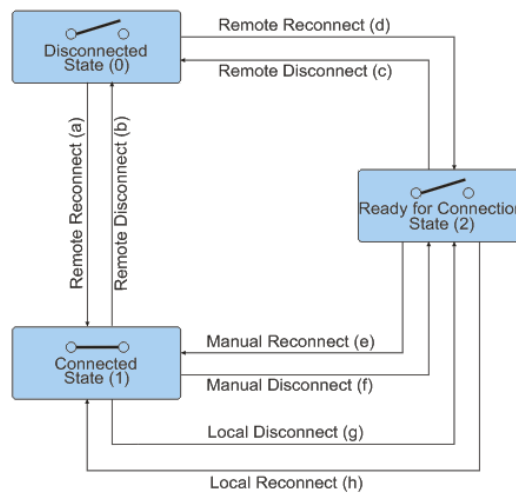 Remote Reconnect (d)
Disconnected
State (0)
Remote Disconnect (c)
Remote Reconnect (a)
Remote Disconnect (b)
Ready for Connection
State (2)
Manual Reconnect (e)
Connected
State (1)
Manual Disconnect (f)
Local Disconnect (g)
Local Reconnect (h)